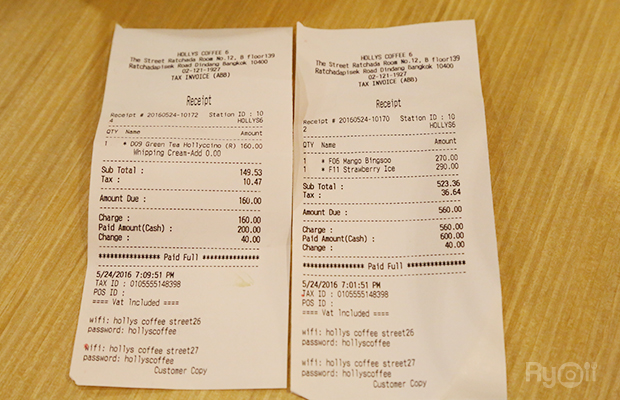 HOLLYS COFFEE 6
The Street Ratchada Room No.12, B floor139
Ratchadapisek Road Dindang Bangkok 10400
02-121-1927
TAX INVOICE (ABB)
Receipt
Receipt # 20160524-10172 Station ID : 10
4 HOLLYS6
QTY Name Amount
1 * D09 Green Tea Hollyccino (R) 160.00
Whipping Cream-Add 0.00
Sub Total : 149.53
Tax : 10.47
Amount Due : 160.00
Charge : 160.00
Paid Amount(Cash) : 200.00
Change : 40.00
**************** Paid Full ****************
5/24/2016 7:09:51 PM
TAX ID : 0105555148398
POS ID :
==== Vat Included ====
wifi: hollys coffee street26
password: hollyscoffee
wifi: hollys coffee street27
password: hollyscoffee
Customer Copy
HOLLYS COFFEE 6
The Street Ratchada Room No.12, B floor139
Ratchadapisek Road Dindang Bangkok 10400
02-121-1927
TAX INVOICE (ABB)
Receipt
Receipt # 20160524-10170 Station ID : 10
2 HOLLYS6
QTY Name Amount
1 * F06 Mango Bingsoo 270.00
1 * F11 Strawberry Ice 290.00
Sub Total : 523.36
Tax : 36.64
Amount Due : 560.00
Charge : 560.00
Paid Amount(Cash) : 600.00
Change : 40.00
**************** Paid Full ****************
5/24/2016 7:01:51 PM
TAX ID : 0105555148398
POS ID :
==== Vat Included ====
wifi: hollys coffee street26
password: hollyscoffee
wifi: hollys coffee street27
password: hollyscoffee
Customer Copy